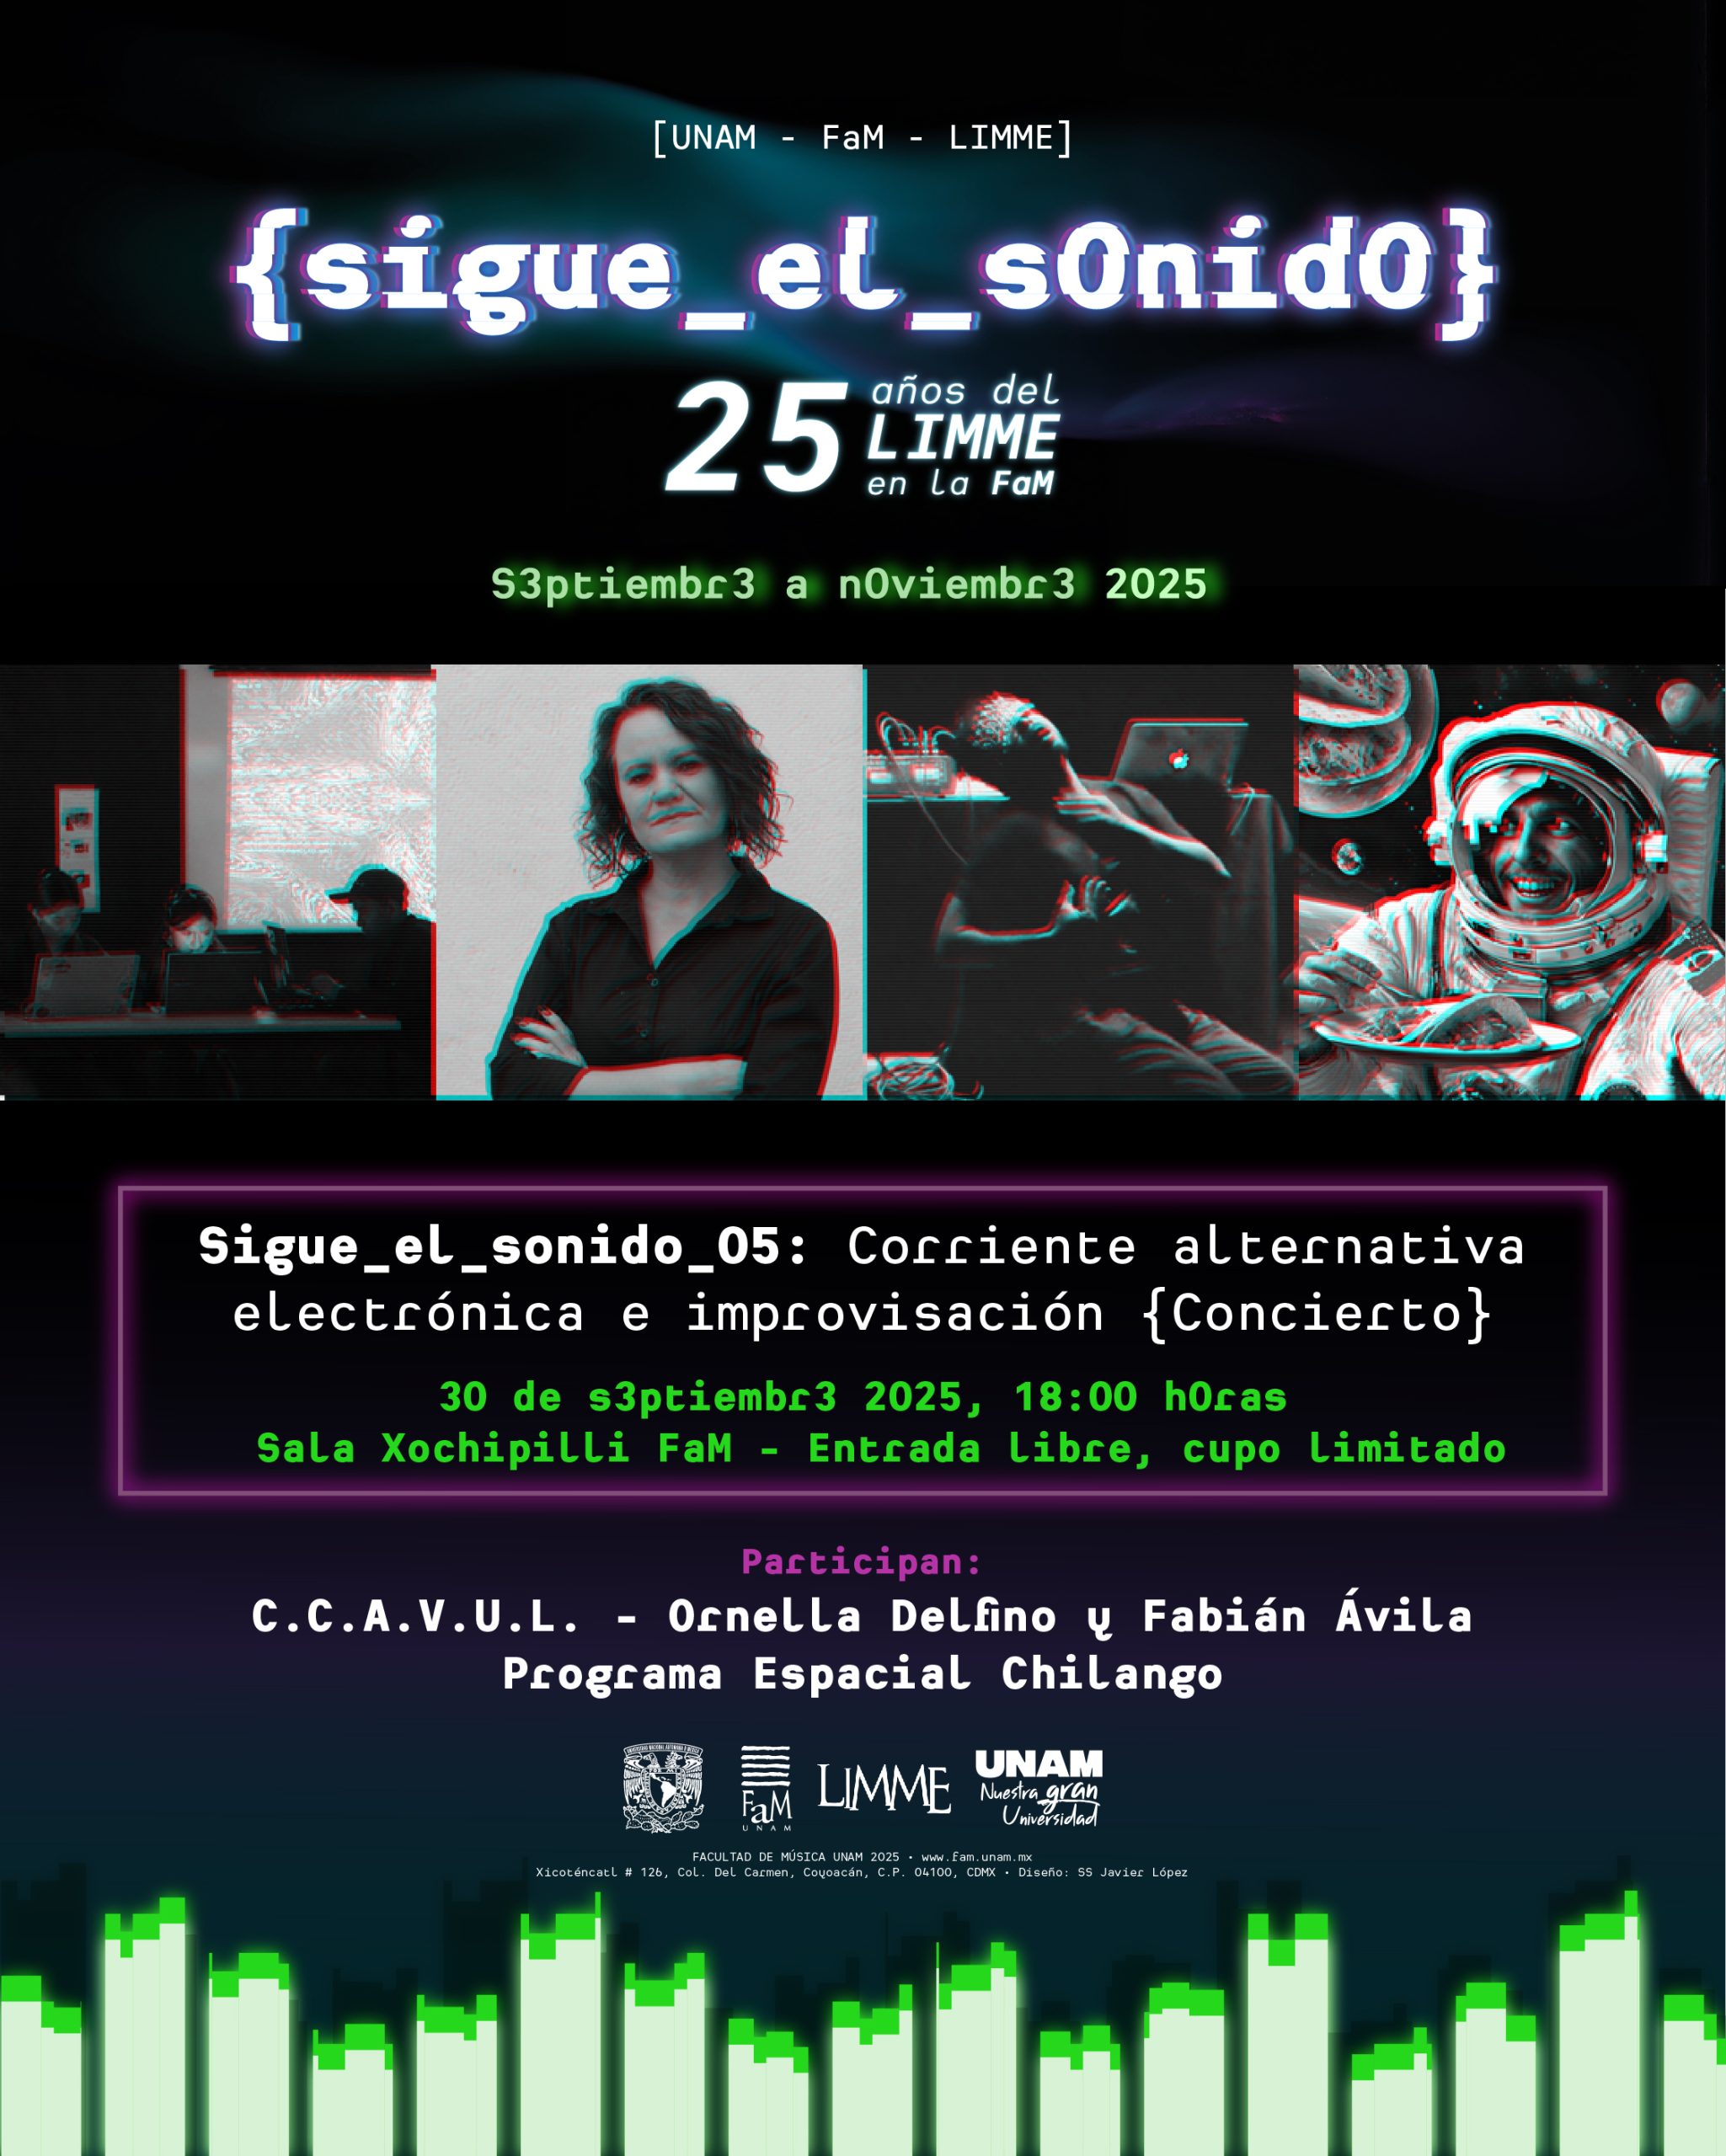 [UNAM - FaM - LIMME]
{sigue_el_s0nid0}
25 años del
LIMME
en la FaM
S3ptiembr3 a n0viembr3 2025
Sigue_el_sonido_05: Corriente alternativa
electrónica e improvisación {Concierto}
30 de s3ptiembr3 2025, 18:00 h0ras
Sala Xochipilli FaM - Entrada libre, cupo limitado
Participan:
C.C.A.V.U.L. - Ornella Delfino y Fabián Ávila
Programa Espacial Chilango
FaM
UNAM
LIMME
UNAM
Nuestra gran
Universidad
FACULTAD DE MÚSICA UNAM 2025 • www.fam.unam.mx
Xicoténcatl # 126, Col. Del Carmen, Coyoacán, C.P. 04100, CDMX • Diseño: SS Javier López